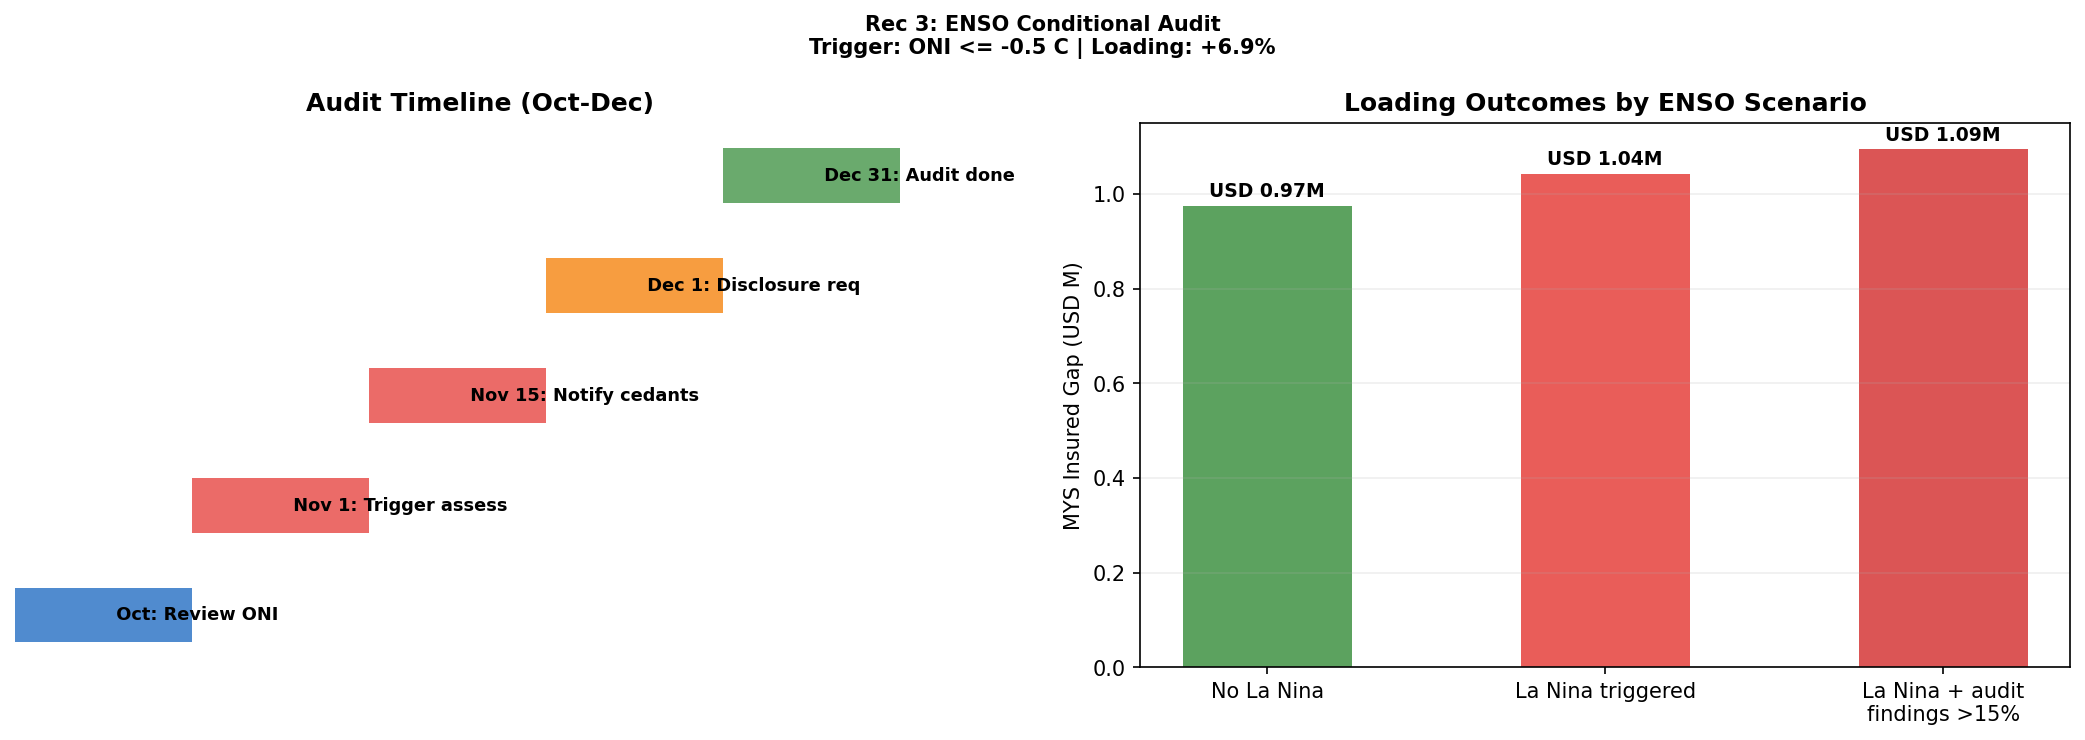 Rec 3: ENSO Conditional Audit
Trigger: ONI <= -0.5 C | Loading: +6.9%
Audit Timeline (Oct-Dec)
Dec 31: Audit done
Dec 1: Disclosure req
Nov 15: Notify cedants
Nov 1: Trigger assess
Oct: Review ONI
Loading Outcomes by ENSO Scenario
MYS Insured Gap (USD M)
1.0
0.8
0.6
0.4
0.2
0.0
USD 0.97M
USD 1.04M
USD 1.09M
No La Nina
La Nina triggered
La Nina + audit
findings >15%